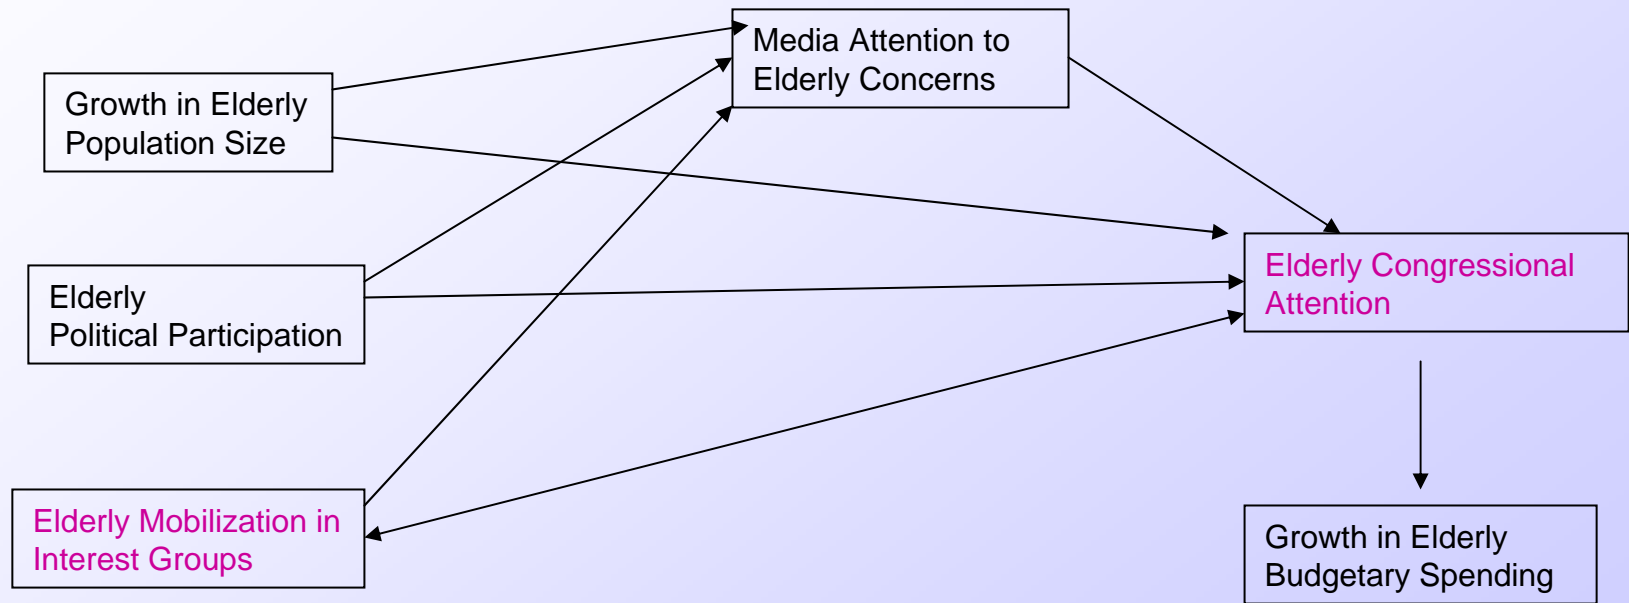 Media Attention to
Elderly Concerns
Growth in Elderly
Population Size
Elderly Congressional
Attention
Elderly
Political Participation
Elderly Mobilization in
Interest Groups
Growth in Elderly
Budgetary Spending